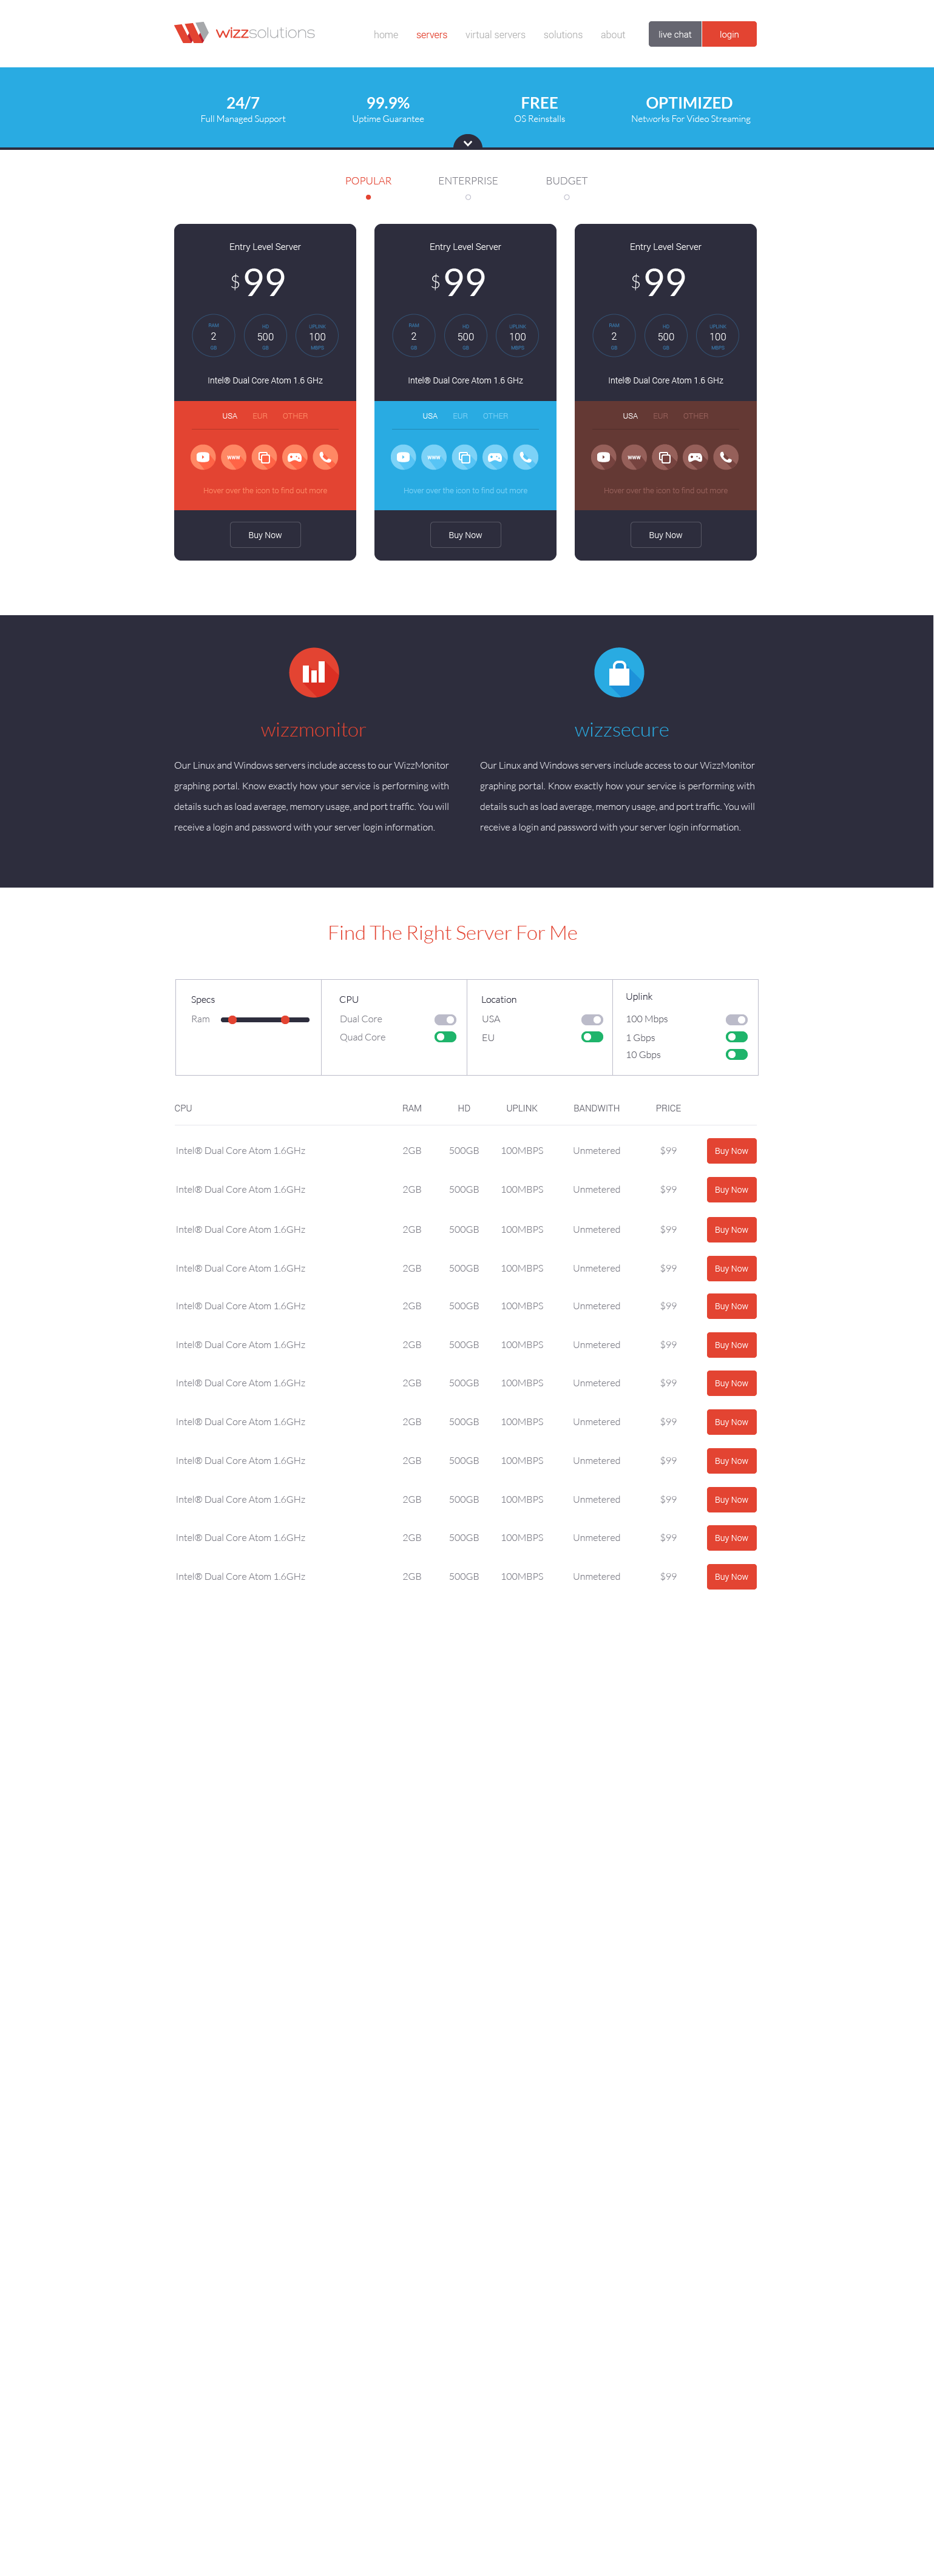 wizzsolutions
home servers virtual servers solutions about live chat login
24/7 99.9% FREE OPTIMIZED
Full Managed Support Uptime Guarantee OS Reinstalls Networks For Video Streaming
POPULAR ENTERPRISE BUDGET
Entry Level Server Entry Level Server Entry Level Server
$99 $99 $99
RAM HD UPLINK RAM HD UPLINK RAM HD UPLINK
2 500 100 2 500 100 2 500 100
GB GB MBPS GB GB MBPS GB GB MBPS
Intel® Dual Core Atom 1.6 GHz Intel® Dual Core Atom 1.6 GHz Intel® Dual Core Atom 1.6 GHz
USA EUR OTHER USA EUR OTHER USA EUR OTHER
www www www
Hover over the icon to find out more Hover over the icon to find out more Hover over the icon to find out more
Buy Now Buy Now Buy Now
wizzmonitor
Our Linux and Windows servers include access to our WizzMonitor
graphing portal. Know exactly how your service is performing with
details such as load average, memory usage, and port traffic. You will
receive a login and password with your server login information.
wizzsecure
Our Linux and Windows servers include access to our WizzMonitor
graphing portal. Know exactly how your service is performing with
details such as load average, memory usage, and port traffic. You will
receive a login and password with your server login information.
Find The Right Server For Me
Specs
Ram
CPU
Dual Core
Quad Core
Location
USA
EU
Uplink
100 Mbps
1 Gbps
10 Gbps
CPU RAM HD UPLINK BANDWITH PRICE
Intel® Dual Core Atom 1.6GHz 2GB 500GB 100MBPS Unmetered $99 Buy Now
Intel® Dual Core Atom 1.6GHz 2GB 500GB 100MBPS Unmetered $99 Buy Now
Intel® Dual Core Atom 1.6GHz 2GB 500GB 100MBPS Unmetered $99 Buy Now
Intel® Dual Core Atom 1.6GHz 2GB 500GB 100MBPS Unmetered $99 Buy Now
Intel® Dual Core Atom 1.6GHz 2GB 500GB 100MBPS Unmetered $99 Buy Now
Intel® Dual Core Atom 1.6GHz 2GB 500GB 100MBPS Unmetered $99 Buy Now
Intel® Dual Core Atom 1.6GHz 2GB 500GB 100MBPS Unmetered $99 Buy Now
Intel® Dual Core Atom 1.6GHz 2GB 500GB 100MBPS Unmetered $99 Buy Now
Intel® Dual Core Atom 1.6GHz 2GB 500GB 100MBPS Unmetered $99 Buy Now
Intel® Dual Core Atom 1.6GHz 2GB 500GB 100MBPS Unmetered $99 Buy Now
Intel® Dual Core Atom 1.6GHz 2GB 500GB 100MBPS Unmetered $99 Buy Now
Intel® Dual Core Atom 1.6GHz 2GB 500GB 100MBPS Unmetered $99 Buy Now